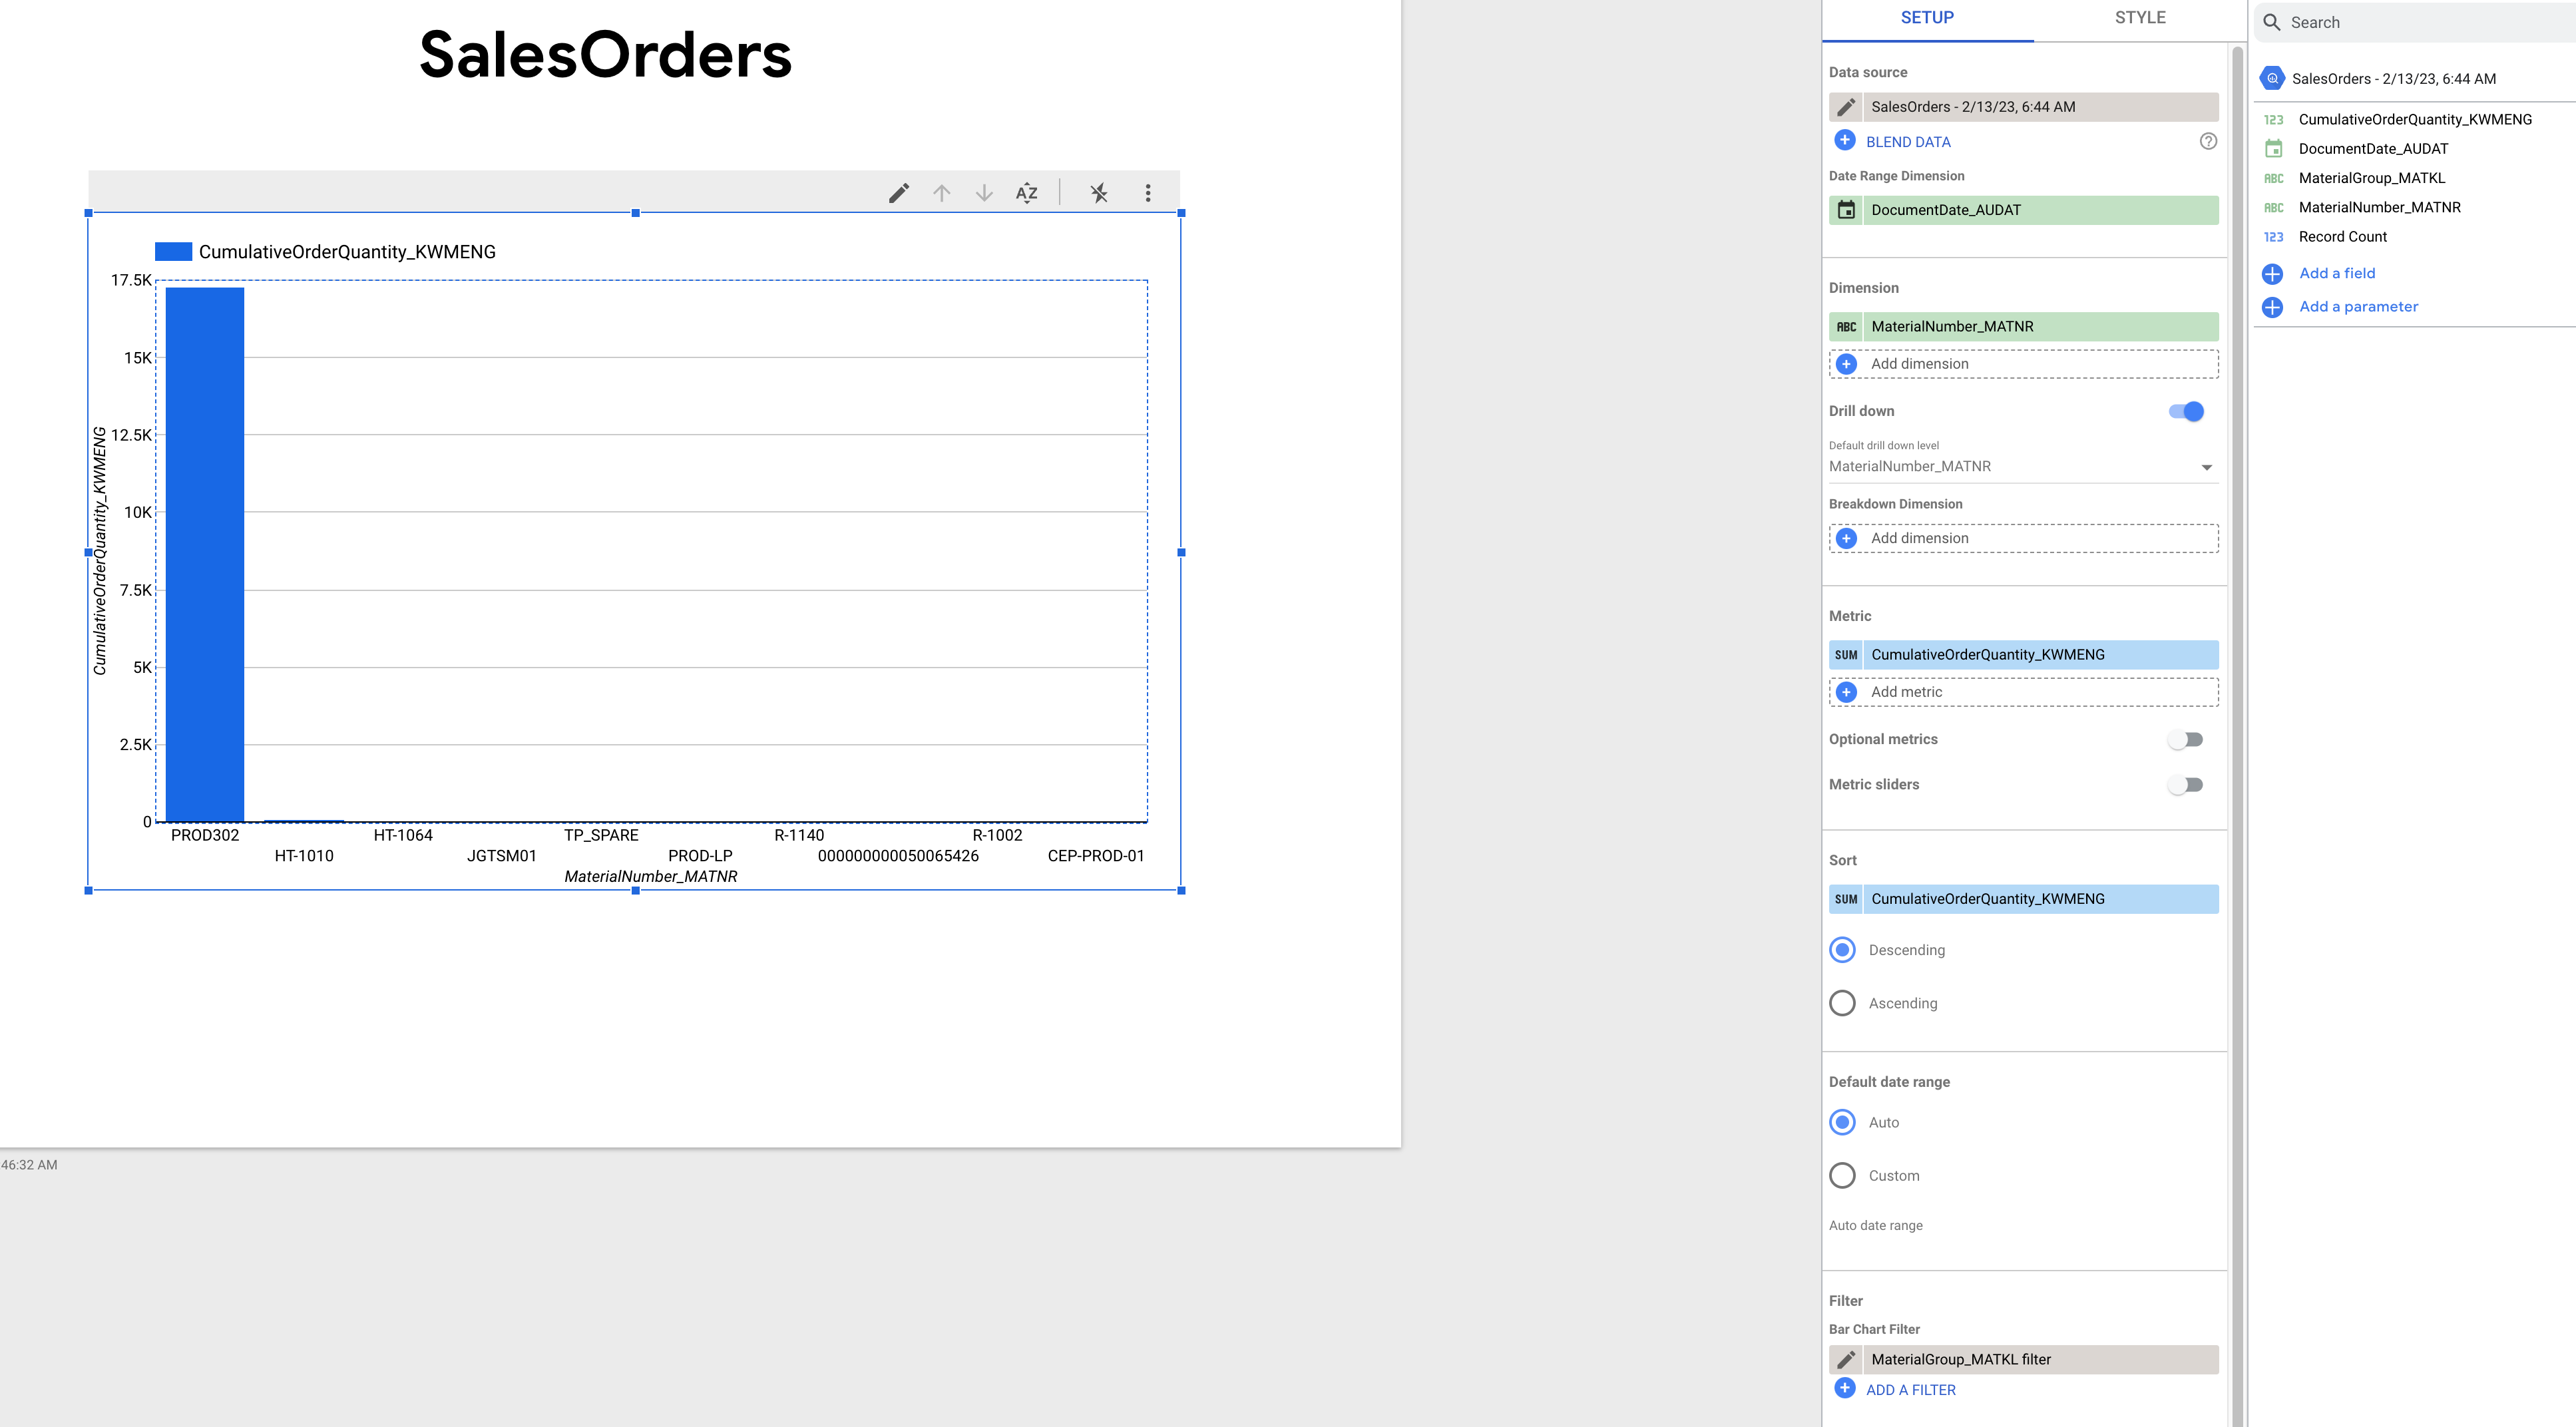 SalesOrders
CumulativeOrderQuantity_KWMENG
17.5K
15K
12.5K
10K
7.5K
5K
2.5K
0
CumulativeOrderQuantity_KWMENG
PROD302
HT-1010
HT-1064
JGTSM01
TP_SPARE
PROD-LP
R-1140
000000000050065426
R-1002
CEP-PROD-01
MaterialNumber_MATNR
46:32 AM
SETUP
STYLE
Data source
SalesOrders - 2/13/23, 6:44 AM
BLEND DATA
Date Range Dimension
DocumentDate_AUDAT
Dimension
ABC MaterialNumber_MATNR
Add dimension
Drill down
Default drill down level
MaterialNumber_MATNR
Breakdown Dimension
Add dimension
Metric
SUM CumulativeOrderQuantity_KWMENG
Add metric
Optional metrics
Metric sliders
Sort
SUM CumulativeOrderQuantity_KWMENG
Descending
Ascending
Default date range
Auto
Custom
Auto date range
Filter
Bar Chart Filter
MaterialGroup_MATKL filter
ADD A FILTER
Search
SalesOrders - 2/13/23, 6:44 AM
123 CumulativeOrderQuantity_KWMENG
DocumentDate_AUDAT
ABC MaterialGroup_MATKL
ABC MaterialNumber_MATNR
123 Record Count
Add a field
Add a parameter